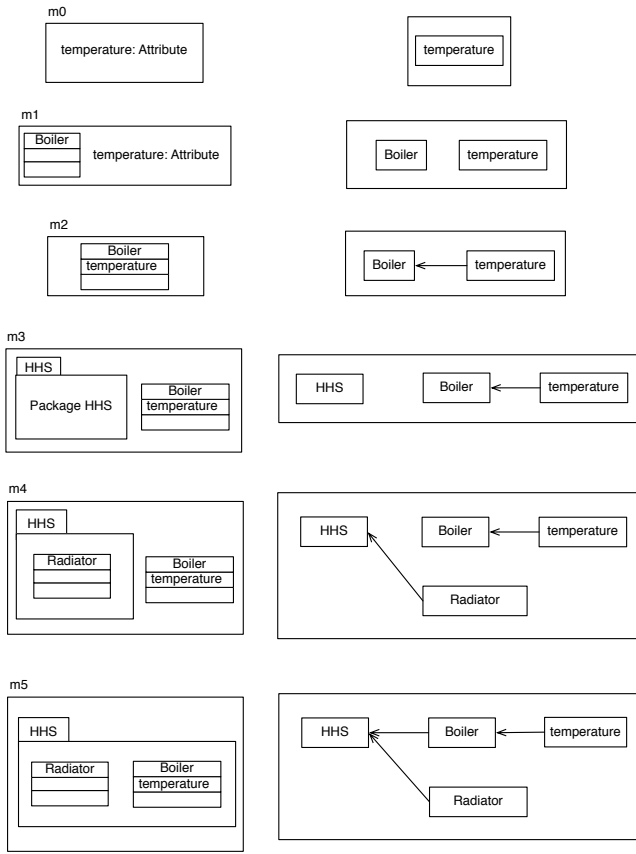 m0
temperature: Attribute
temperature
m1
Boiler
temperature: Attribute
Boiler
temperature
m2
Boiler
temperature
Boiler
temperature
m3
HHS
Package HHS
Boiler
temperature
HHS
Boiler
temperature
m4
HHS
Radiator
Boiler
temperature
HHS
Boiler
temperature
Radiator
m5
HHS
Radiator
Boiler
temperature
HHS
Boiler
temperature
Radiator